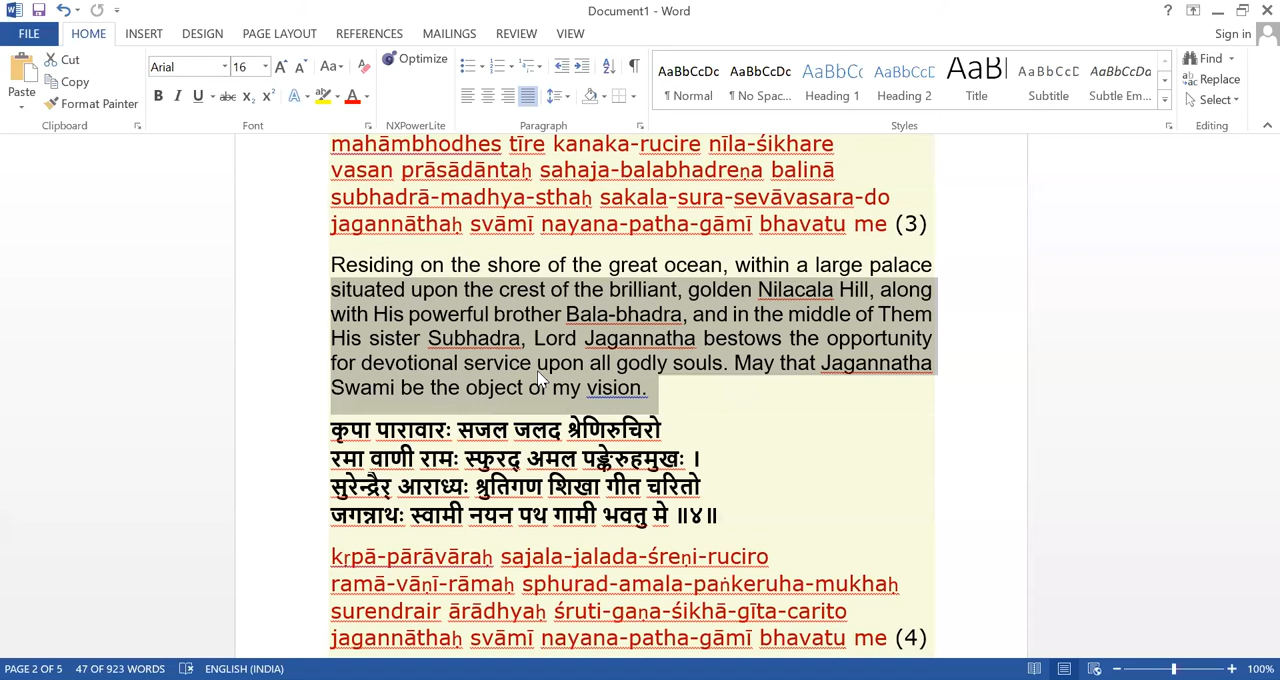 Document1 - Word
?
FILE HOME INSERT DESIGN PAGE LAYOUT REFERENCES MAILINGS REVIEW VIEW Sign in
Paste Cut Copy Format Painter
Clipboard
Arial 16
Font
Optimize
NXPowerLite
Paragraph
AaBbCcDc ¶ Normal
AaBbCcDc ¶ No Spac...
AaBbCc Heading 1
AaBbCcC Heading 2
AaB Title
AaBbCcD Subtitle
AaBbCcDa Subtle Em...
Styles
Find Replace Select
Editing
mahāmbhodhes tīre kanaka-rucire nīla-śikhare
vasan prāsādāntaḥ sahaja-balabhadreṇa balinā
subhadrā-madhya-sthaḥ sakala-sura-sevāvasara-do
jagannāthaḥ svāmī nayana-patha-gāmī bhavatu me (3)
Residing on the shore of the great ocean, within a large palace
situated upon the crest of the brilliant, golden Nilacala Hill, along
with His powerful brother Bala-bhadra, and in the middle of Them
His sister Subhadra, Lord Jagannatha bestows the opportunity
for devotional service upon all godly souls. May that Jagannatha
Swami be the object of my vision.
कृपा पारावारः सजल जलद श्रेणिरुचिरो
रमा वाणी रामः स्फुरद् अमल पङ्केरुहमुखः ।
सुरेन्द्रैर् आराध्यः श्रुतिगण शिखा गीत चरितो
जगन्नाथः स्वामी नयन पथ गामी भवतु मे ॥४॥
kṛpā-pārāvāraḥ sajala-jalada-śreṇi-ruciro
ramā-vāṇī-rāmaḥ sphurad-amala-paṅkeruha-mukhaḥ
surendrair ārādhyaḥ śruti-gaṇa-śikhā-gīta-carito
jagannāthaḥ svāmī nayana-patha-gāmī bhavatu me (4)
PAGE 2 OF 5 47 OF 923 WORDS ENGLISH (INDIA) 100%